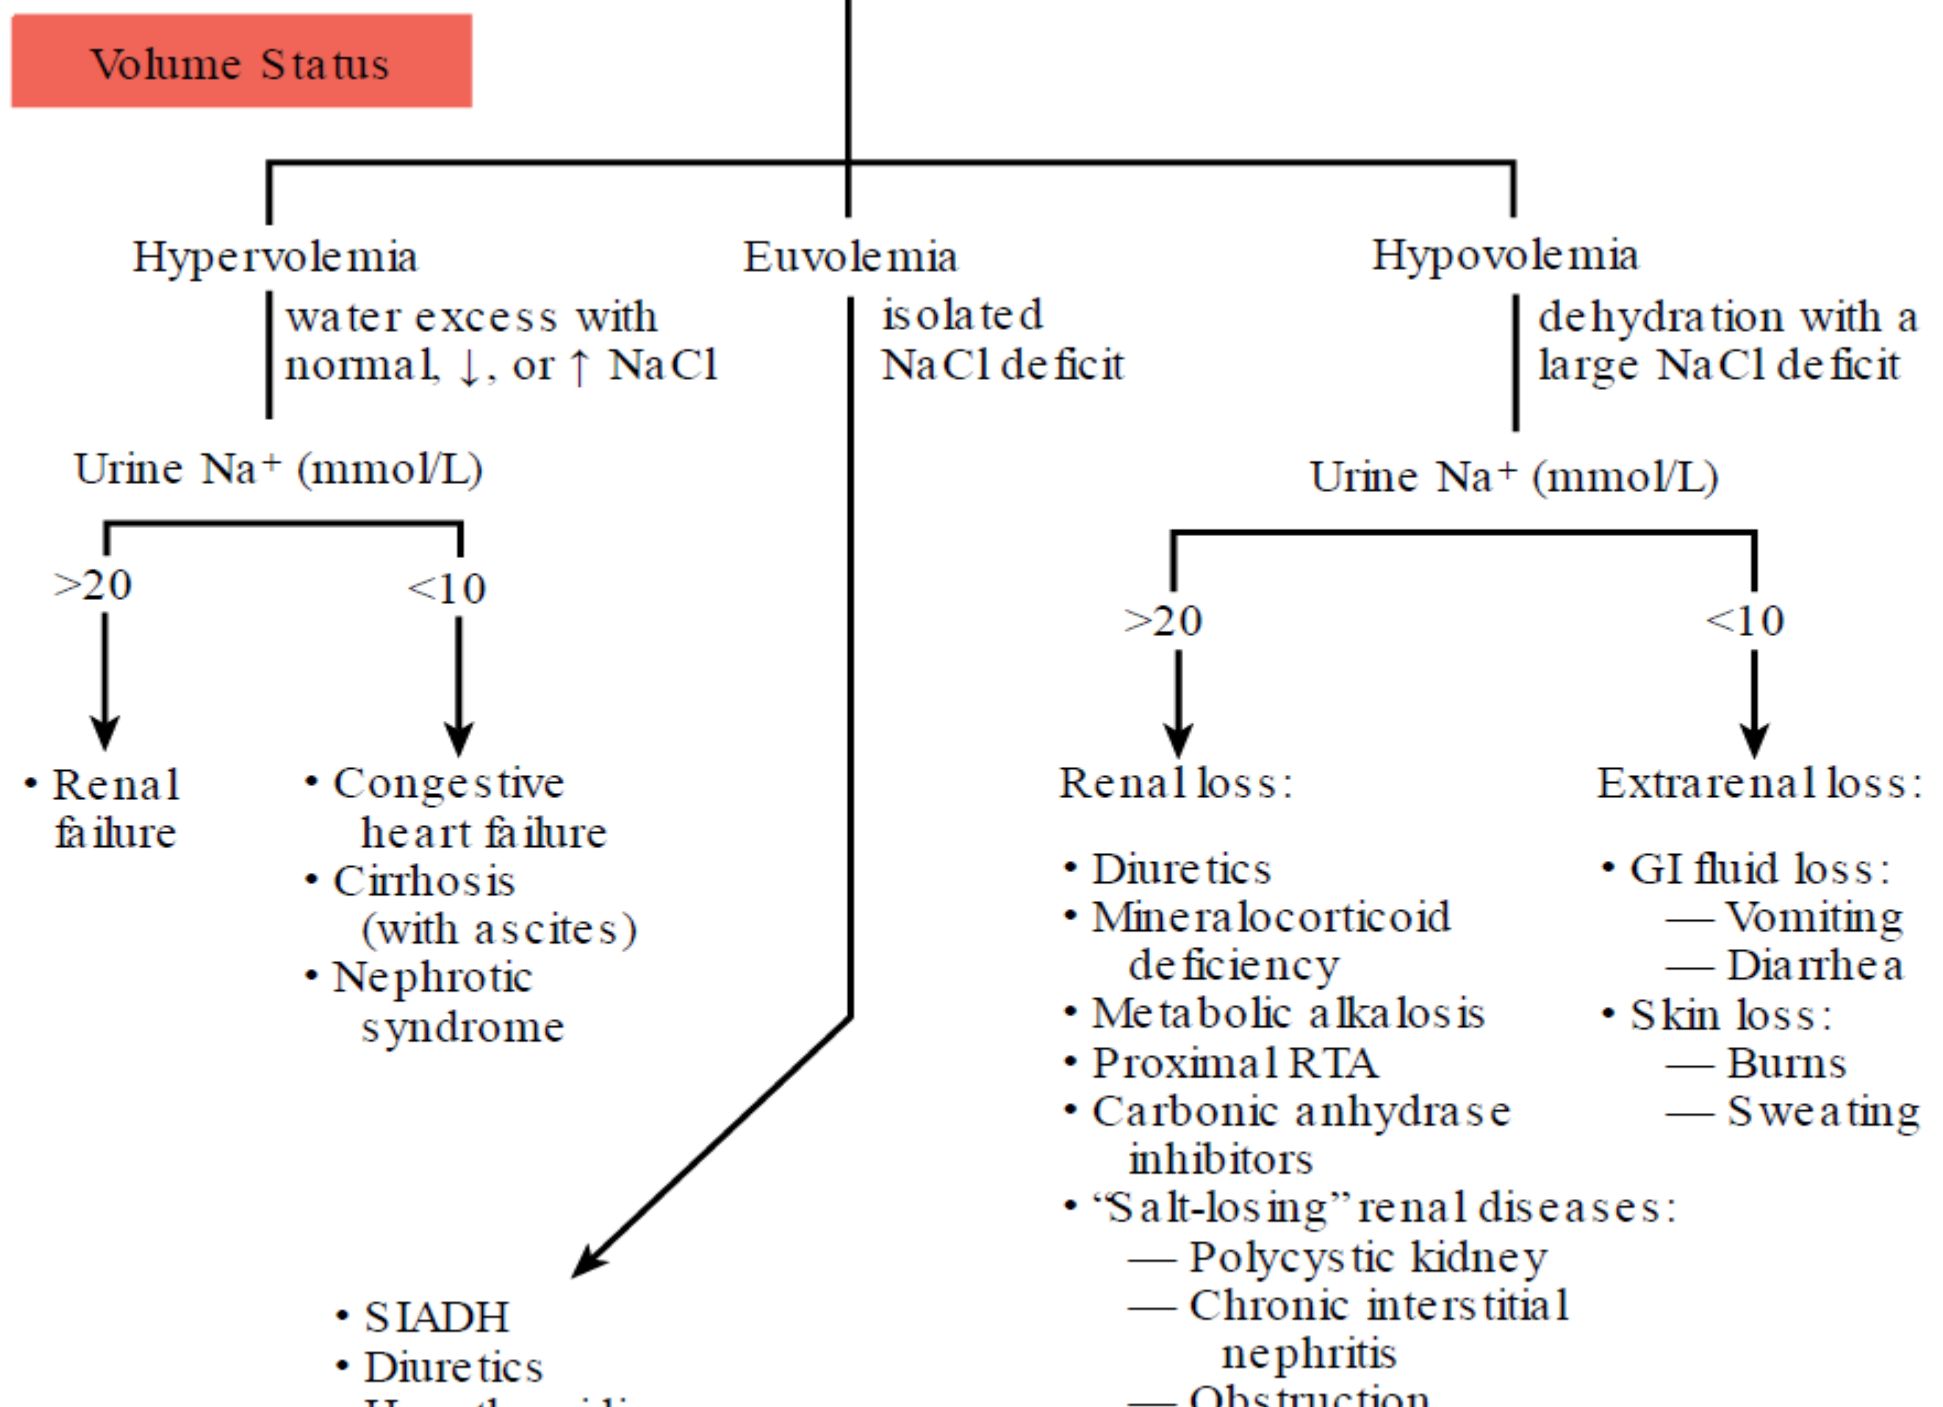 Volume Status
Hypervolemia
water excess with
normal, ↓, or ↑ NaCl
Urine Na⁺ (mmol/L)
>20
<10
• Renal
failure
• Congestive
heart failure
• Cirrhosis
(with ascites)
• Nephrotic
syndrome
Euvolemia
isolated
NaCl deficit
• SIADH
• Diuretics
Hypovolemia
dehydration with a
large NaCl deficit
Urine Na⁺ (mmol/L)
>20
<10
Renal loss:
• Diuretics
• Mineralocorticoid
deficiency
• Metabolic alkalosis
• Proximal RTA
• Carbonic anhydrase
inhibitors
• “Salt-losing” renal diseases:
— Polycystic kidney
— Chronic interstitial
nephritis
— Obstruction
Extrarenal loss:
• GI fluid loss:
— Vomiting
— Diarrhea
• Skin loss:
— Burns
— Sweating